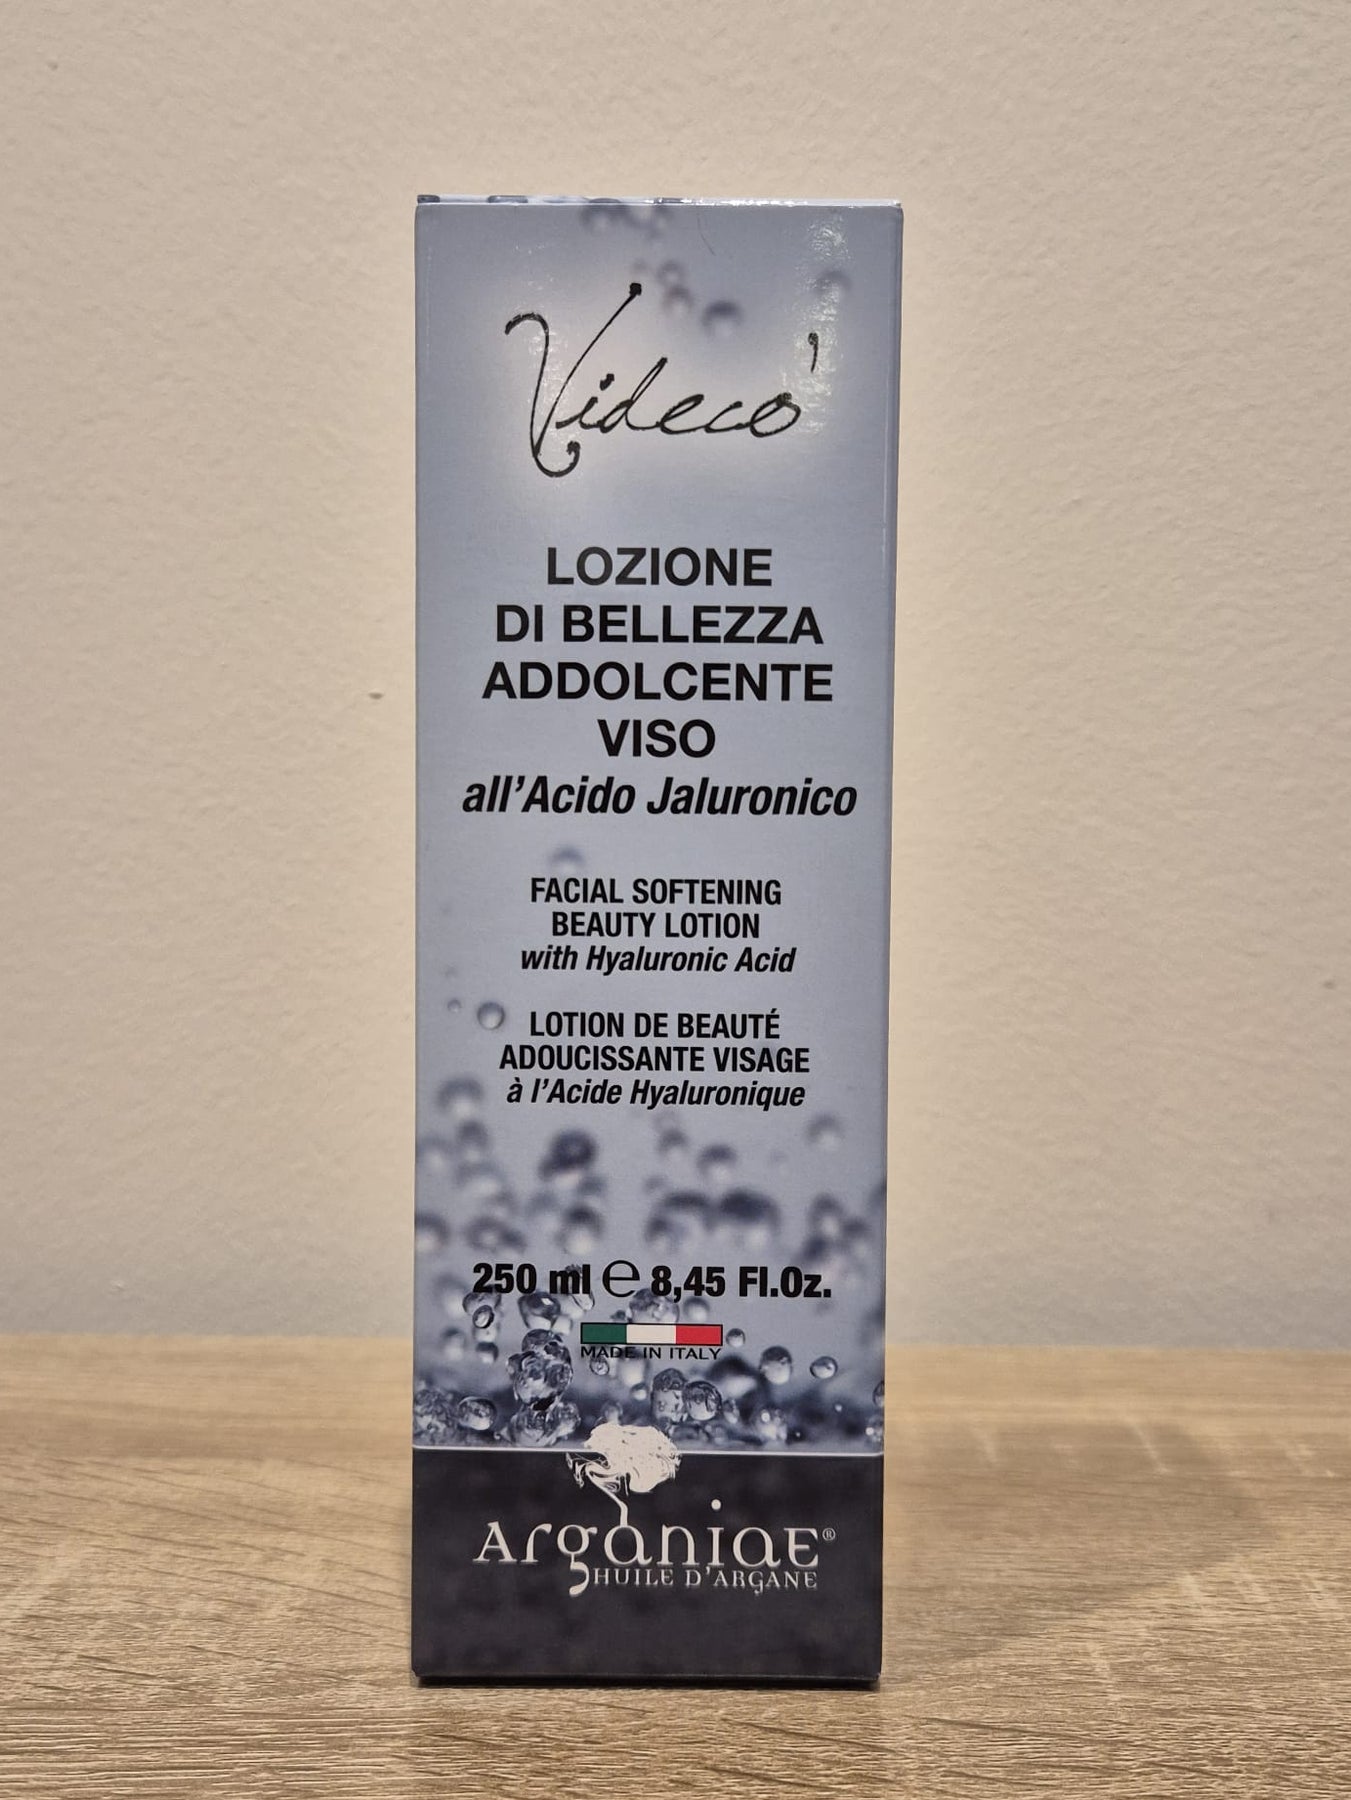 Videco'
LOZIONE
DI BELLEZZA
ADDOLCENTE
VISO
all'Acido Jaluronico
FACIAL SOFTENING
BEAUTY LOTION
with Hyaluronic Acid
LOTION DE BEAUTÉ
ADOUCISSANTE VISAGE
à l'Acide Hyaluronique
250 ml ℮ 8,45 Fl.Oz.
MADE IN ITALY
Arganiae®
HUILE D'ARGANE